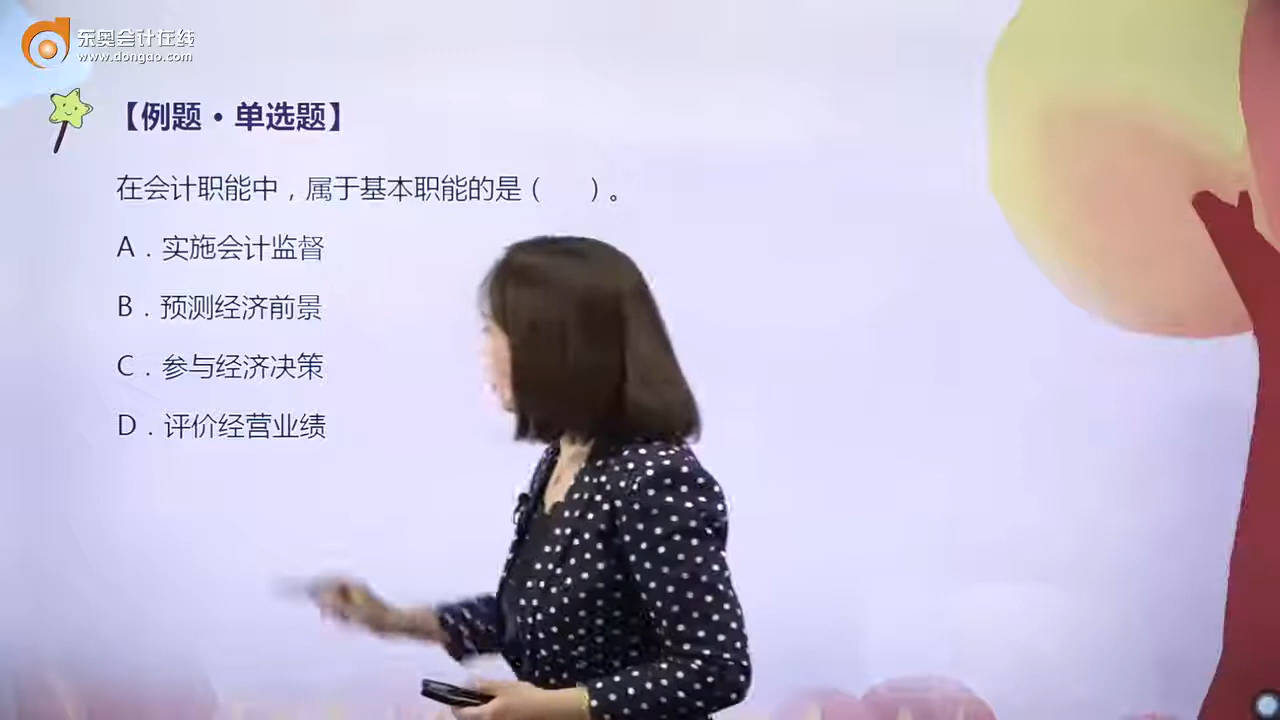 东奥会计在线
www.dongao.com
【例题·单选题】
在会计职能中，属于基本职能的是（  ）。
A．实施会计监督
B．预测经济前景
C．参与经济决策
D．评价经营业绩